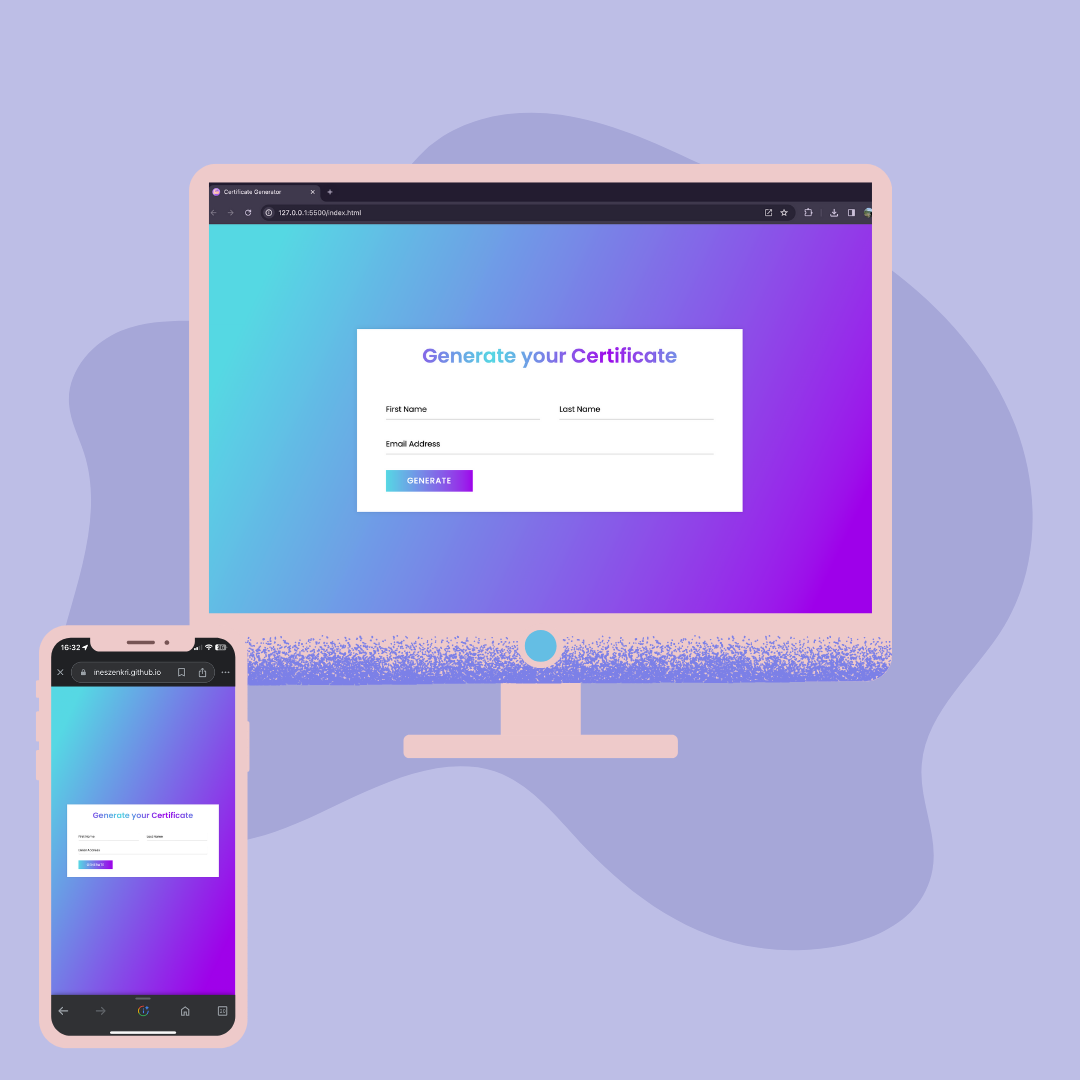 Certificate Generator
127.0.0.1:5500/index.html
Generate your Certificate
First Name Last Name
Email Address
GENERATE
16:32
ineszenkri.github.io
Generate your Certificate
First Name Last Name
Email Address
GENERATE